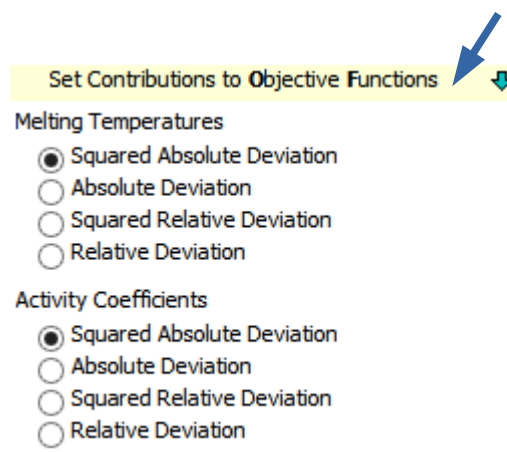 Set Contributions to Objective Functions
Melting Temperatures
Squared Absolute Deviation
Absolute Deviation
Squared Relative Deviation
Relative Deviation
Activity Coefficients
Squared Absolute Deviation
Absolute Deviation
Squared Relative Deviation
Relative Deviation